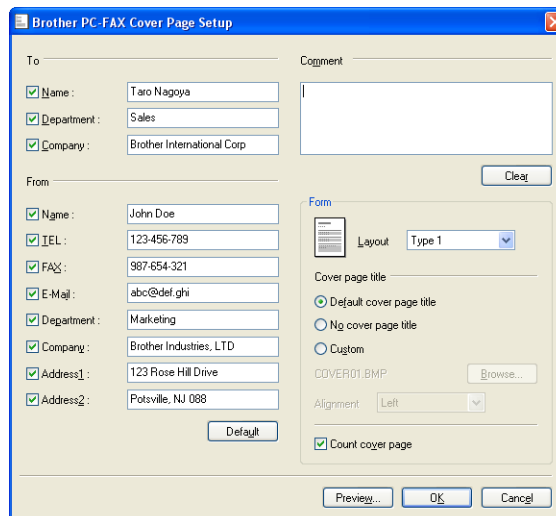 Brother PC-FAX Cover Page Setup
To
Name : Taro Nagoya
Department : Sales
Company : Brother International Corp
From
Name : John Doe
TEL : 123-456-789
FAX : 987-654-321
E-Mail : abc@def.ghi
Department : Marketing
Company : Brother Industries, LTD
Address1 : 123 Rose Hill Drive
Address2 : Potsville, NJ 088
Default
Comment
Clear
Form
Layout Type 1
Cover page title
Default cover page title
No cover page title
Custom
COVER01.BMP Browse...
Alignment Left
Count cover page
Preview... OK Cancel